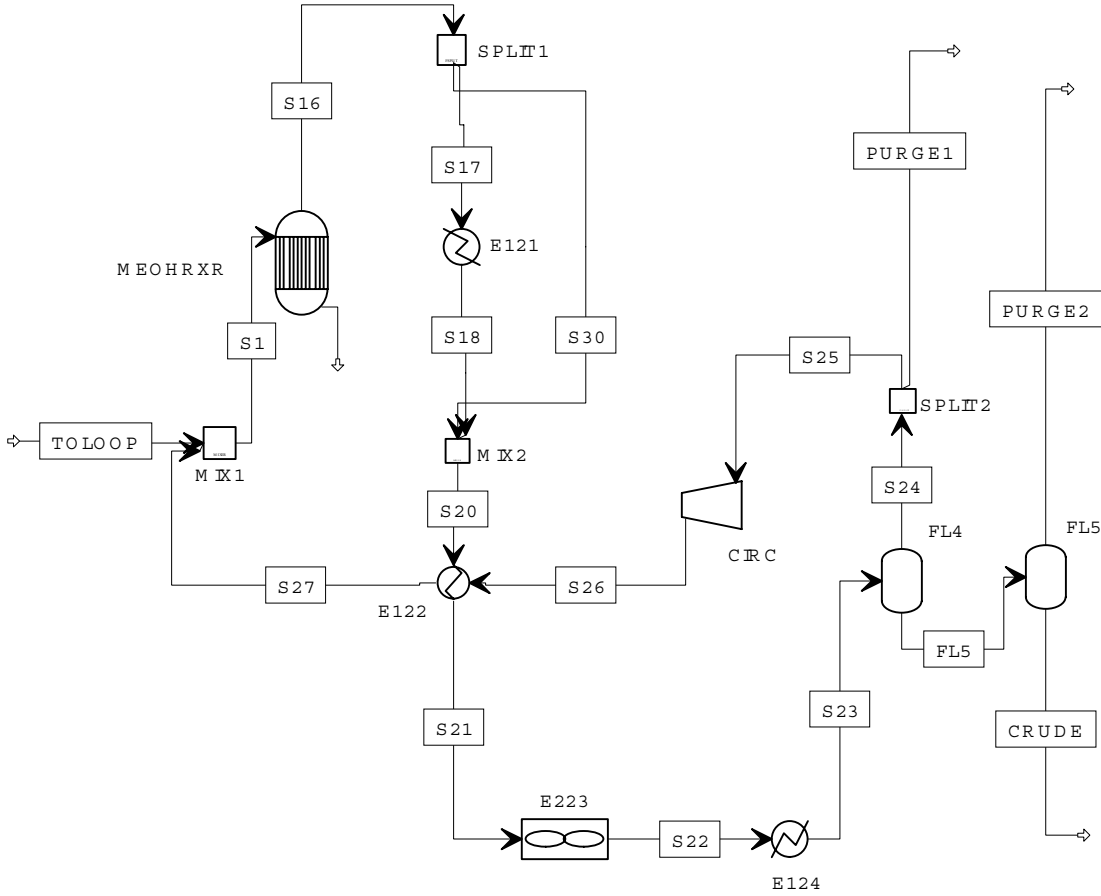 SPLIT1
S16
PURGE1
S17
E121
MEOHRXR
PURGE2
S1
S18
S30
S25
SPLIT2
TOLOOP
MIX1
MIX2
S24
S20
FL4
FL5
CIRC
S27
S26
E122
FL5
S23
S21
CRUDE
E223
S22
E124